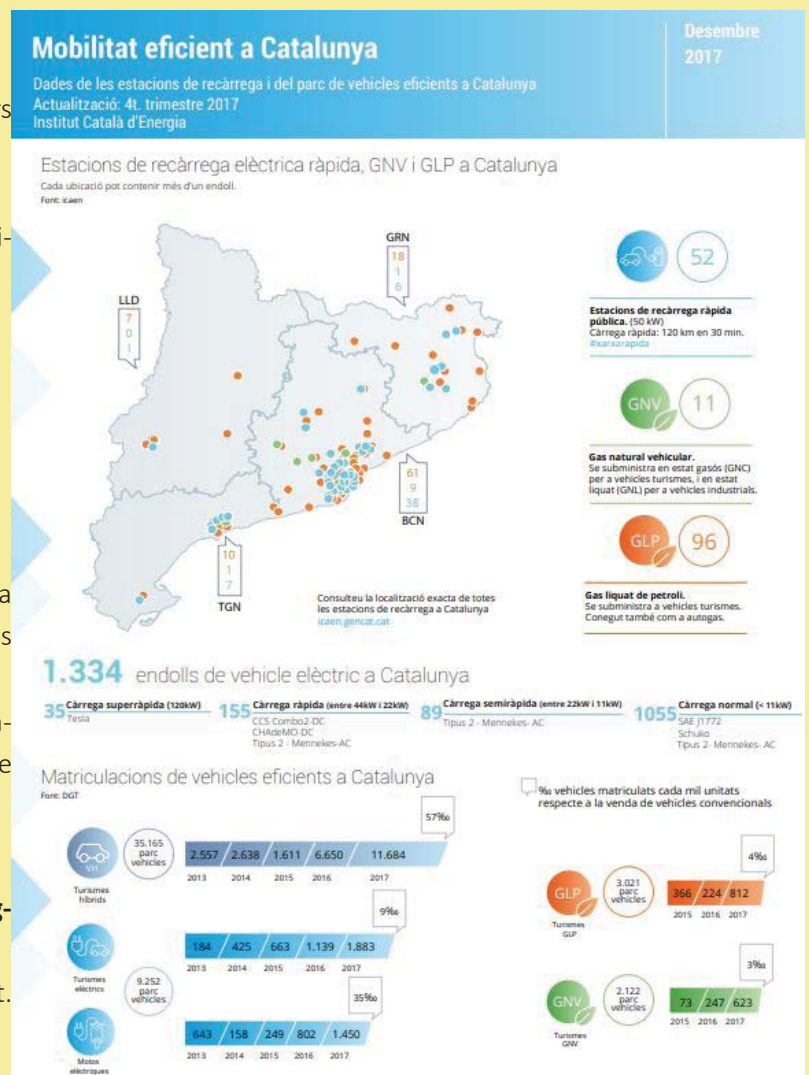 Mobilitat eficient a Catalunya
Dades de les estacions de recàrrega i del parc de vehicles eficients a Catalunya
Actualització: 4t. trimestre 2017
Institut Català d'Energia
Desembre
2017
Estacions de recàrrega elèctrica ràpida, GNV i GLP a Catalunya
Cada ubicació pot contenir més d'un endoll.
Font: icaen
GRN
18
1
6
LLD
7
0
1
61
9
38
BCN
10
1
7
TGN
Consulteu la localització exacta de totes
les estacions de recàrrega a Catalunya
icaen.gencat.cat
52
Estacions de recàrrega ràpida
pública. (50 kW)
Càrrega ràpida: 120 km en 30 min.
#xarxarapida
GNV
11
Gas natural vehicular.
Se subministra en estat gasós (GNC)
per a vehicles turismes, i en estat
liquat (GNL) per a vehicles industrials.
GLP
96
Gas liquat de petroli.
Se subministra a vehicles turismes.
Conegut també com a autogas.
1.334 endolls de vehicle elèctric a Catalunya
35 Càrrega superràpida (120kW)
Tesla
155 Càrrega ràpida (entre 44kW i 22kW)
CCS Combo2-DC
CHAdeMO-DC
Tipus 2 - Mennekes-AC
89 Càrrega semiràpida (entre 22kW i 11kW)
Tipus 2 - Mennekes- AC
1055 Càrrega normal (< 11kW)
SAE J1772
Schuko
Tipus 2- Mennekes- AC
Matriculacions de vehicles eficients a Catalunya
Font: DGT
‰ vehicles matriculats cada mil unitats
respecte a la venda de vehicles convencionals
VH
Turismes
híbrids
35.165
parc
vehicles
57‰
2.557 2.638 1.611 6.650 11.684
2013 2014 2015 2016 2017
Turismes
elèctrics
9‰
184 425 663 1.139 1.883
2013 2014 2015 2016 2017
9.252
parc
vehicles
Motos
elèctriques
35‰
643 158 249 802 1.450
2013 2014 2015 2016 2017
GLP
Turismes
GLP
3.021
parc
vehicles
4‰
366 224 812
2015 2016 2017
GNV
Turismes
GNV
2.122
parc
vehicles
3‰
73 247 623
2015 2016 2017